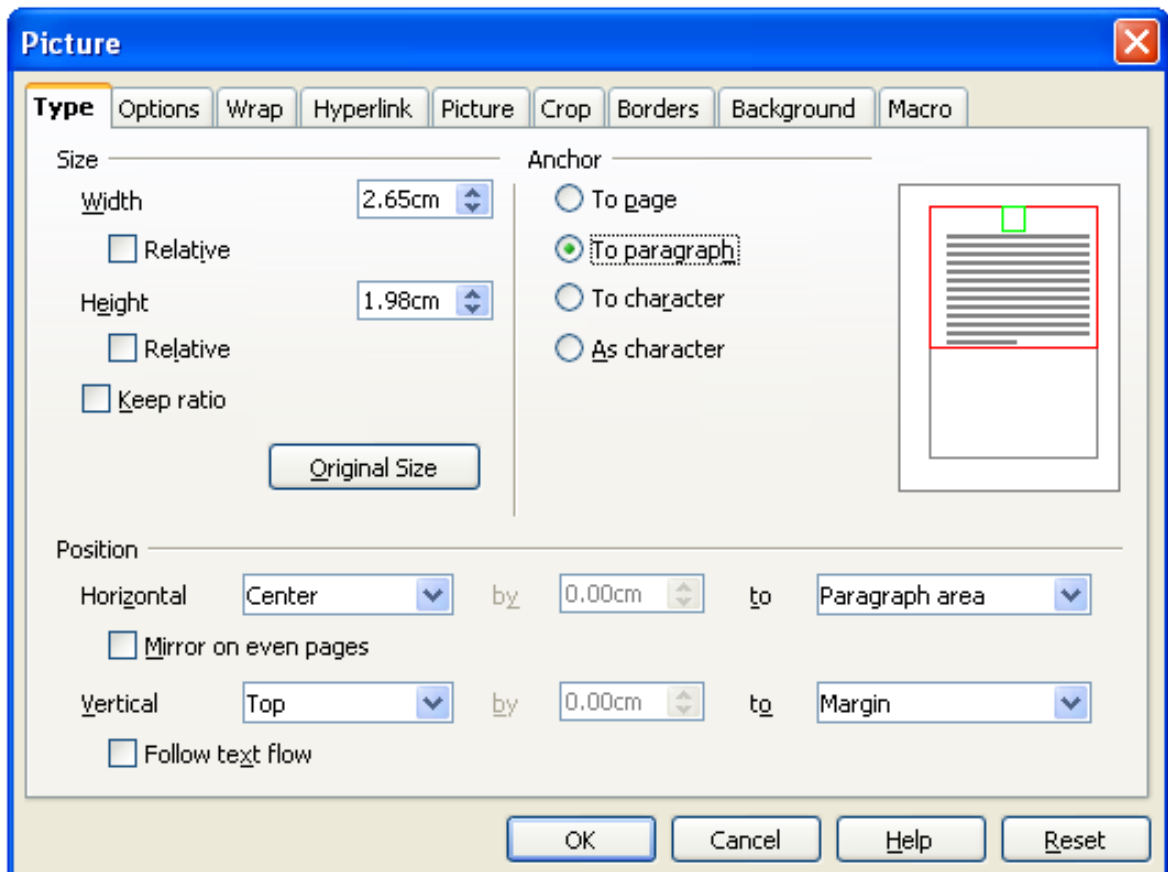 Picture
Type Options Wrap Hyperlink Picture Crop Borders Background Macro
Size
Width 2.65cm
Relative
Height 1.98cm
Relative
Keep ratio
Original Size
Anchor
To page
To paragraph
To character
As character
Position
Horizontal Center by 0.00cm to Paragraph area
Mirror on even pages
Vertical Top by 0.00cm to Margin
Follow text flow
OK Cancel Help Reset